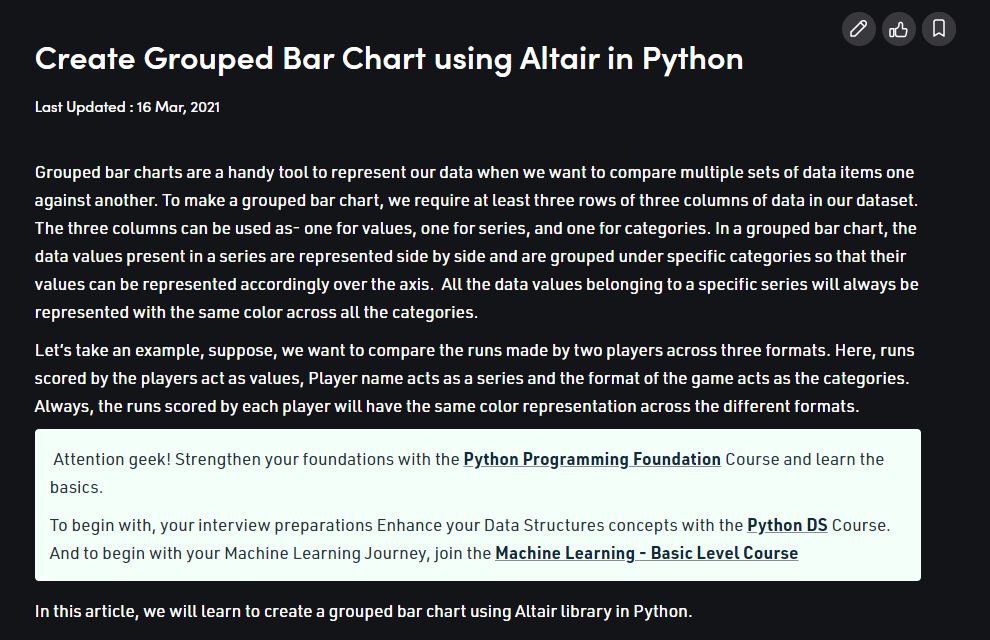 Create Grouped Bar Chart using Altair in Python
Last Updated : 16 Mar, 2021
Grouped bar charts are a handy tool to represent our data when we want to compare multiple sets of data items one
against another. To make a grouped bar chart, we require at least three rows of three columns of data in our dataset.
The three columns can be used as- one for values, one for series, and one for categories. In a grouped bar chart, the
data values present in a series are represented side by side and are grouped under specific categories so that their
values can be represented accordingly over the axis.  All the data values belonging to a specific series will always be
represented with the same color across all the categories.
Let’s take an example, suppose, we want to compare the runs made by two players across three formats. Here, runs
scored by the players act as values, Player name acts as a series and the format of the game acts as the categories.
Always, the runs scored by each player will have the same color representation across the different formats.
Attention geek! Strengthen your foundations with the Python Programming Foundation Course and learn the
basics.
To begin with, your interview preparations Enhance your Data Structures concepts with the Python DS Course.
And to begin with your Machine Learning Journey, join the Machine Learning - Basic Level Course
In this article, we will learn to create a grouped bar chart using Altair library in Python.